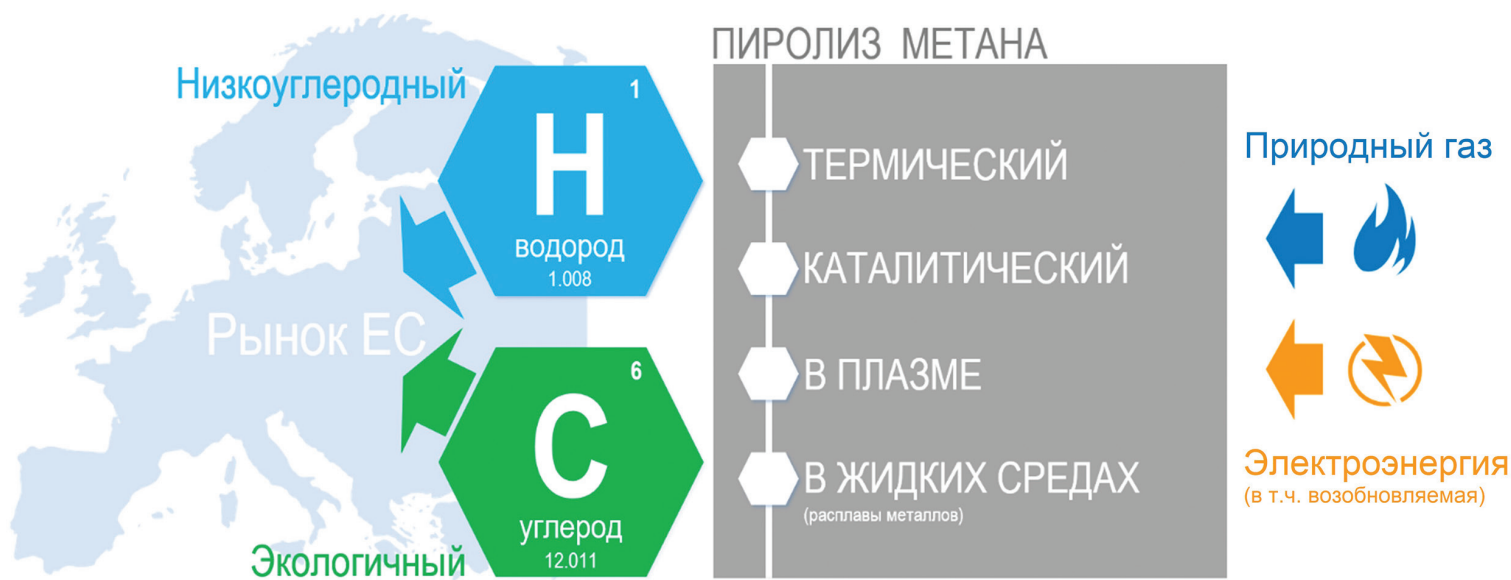 ПИРОЛИЗ МЕТАНА
Низкоуглеродный
1
H
водород
1.008
Рынок ЕС
6
C
углерод
12.011
Экологичный
ТЕРМИЧЕСКИЙ
КАТАЛИТИЧЕСКИЙ
В ПЛАЗМЕ
В ЖИДКИХ СРЕДАХ
(расплавы металлов)
Природный газ
Электроэнергия
(в т.ч. возобновляемая)